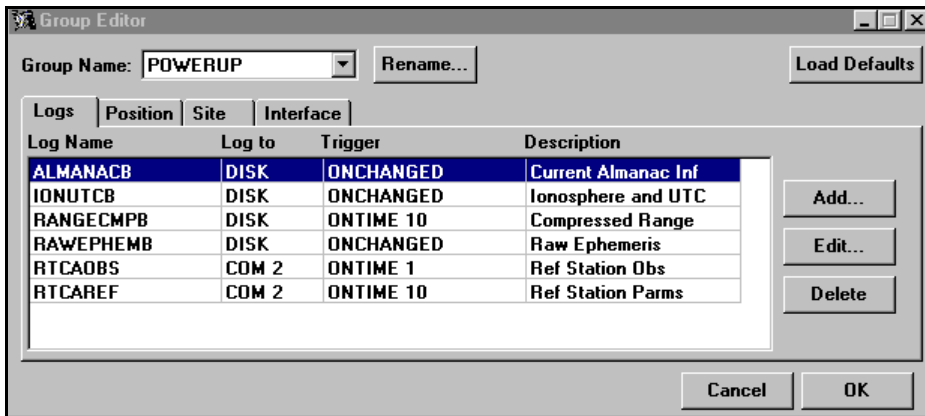 Group Editor
Group Name: POWERUP Rename... Load Defaults
Logs Position Site Interface
Log Name Log to Trigger Description
ALMANACB DISK ONCHANGED Current Almanac Inf
IONUTCB DISK ONCHANGED Ionosphere and UTC
RANGECMPB DISK ONTIME 10 Compressed Range
RAWEPHEMB DISK ONCHANGED Raw Ephemeris
RTCAOBS COM 2 ONTIME 1 Ref Station Obs
RTCAREF COM 2 ONTIME 10 Ref Station Parms
Add...
Edit...
Delete
Cancel OK